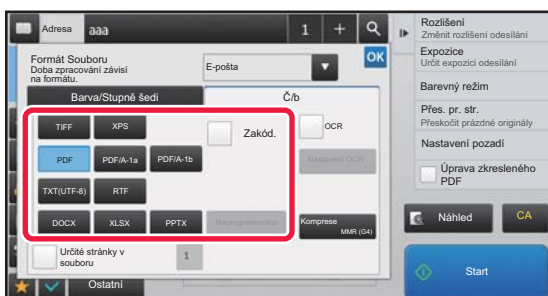 Adresa
aaa
1
+
Rozlišení
Změnit rozlišení odesílání
Expozice
Určit expozici odesílání
Barevný režim
Přes. pr. str.
Přeskočit prázdné originály
Nastavení pozadí
Úprava zkresleného
PDF
Náhled
CA
Start
Formát Souboru
Doba zpracování závisí
na formátu.
E-pošta
OK
Barva/Stupně šedi
Č/b
TIFF
XPS
Zakód.
OCR
PDF
PDF/A-1a
PDF/A-1b
Nastavení OCR
TXT(UTF-8)
RTF
DOCX
XLSX
PPTX
Naprogramováno
Komprese
MMR (G4)
Určité
stránky v
souboru
1
Ostatní